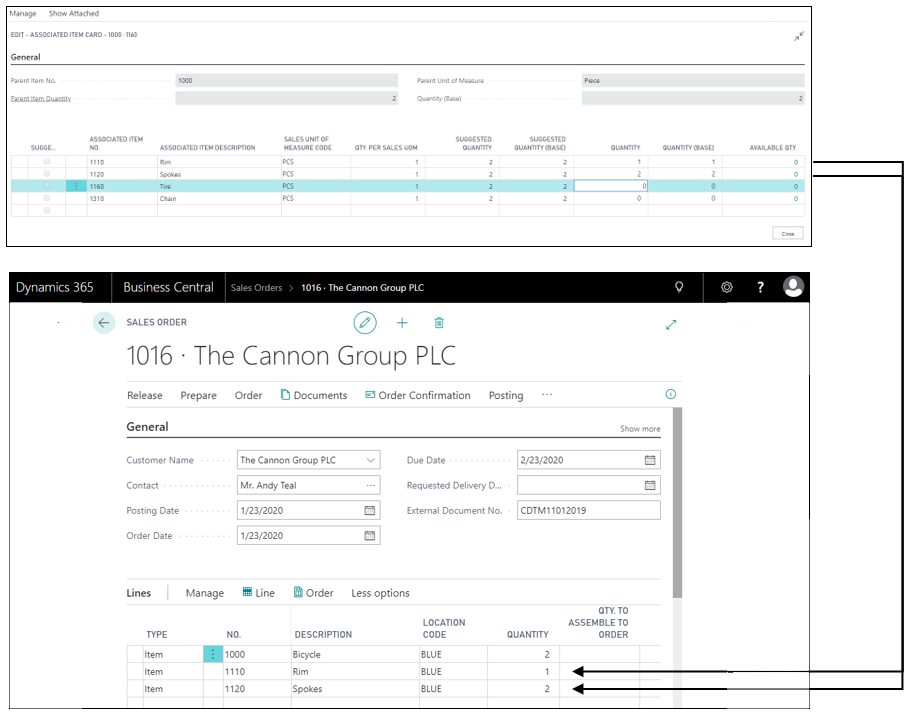 Manage Show Attached
EDIT - ASSOCIATED ITEM CARD - 1000 · 1160
General
Parent Item No. 1000 Parent Unit of Measure Piece
Parent Item Quantity 2 Quantity (Base) 2
SUGGE... ASSOCIATED ITEM NO. ASSOCIATED ITEM DESCRIPTION SALES UNIT OF MEASURE CODE QTY. PER SALES UOM SUGGESTED QUANTITY SUGGESTED QUANTITY (BASE) QUANTITY QUANTITY (BASE) AVAILABLE QTY.
1110 Rim PCS 1 2 2 1 1 0
1120 Spokes PCS 1 2 2 2 2 0
1160 Tire PCS 1 2 2 0 0 0
1310 Chain PCS 1 2 2 0 0 0
Close
Dynamics 365 Business Central Sales Orders > 1016 · The Cannon Group PLC ?
SALES ORDER
1016 · The Cannon Group PLC
Release Prepare Order Documents Order Confirmation Posting ...
General Show more
Customer Name The Cannon Group PLC Due Date 2/23/2020
Contact Mr. Andy Teal ... Requested Delivery D...
Posting Date 1/23/2020 External Document No. CDTM11012019
Order Date 1/23/2020
Lines Manage Line Order Less options
TYPE NO. DESCRIPTION LOCATION CODE QUANTITY QTY. TO ASSEMBLE TO ORDER
Item 1000 Bicycle BLUE 2
Item 1110 Rim BLUE 1
Item 1120 Spokes BLUE 2